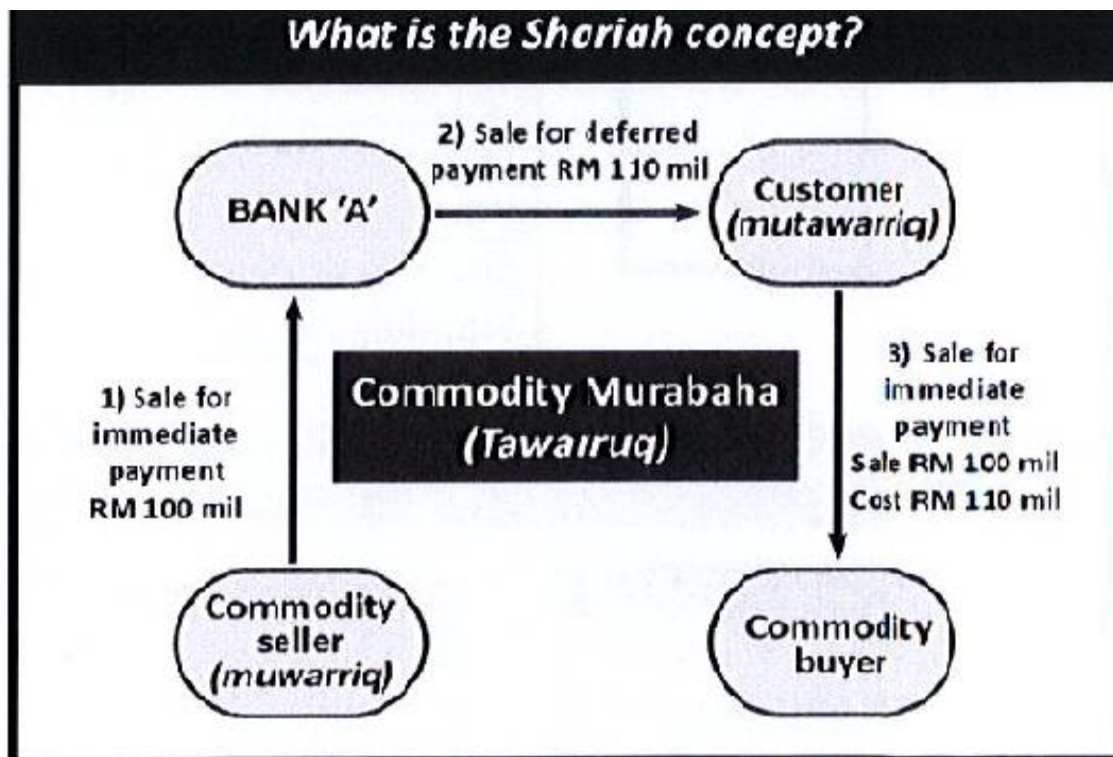 What is the Shariah concept?
2) Sale for deferred
payment RM 110 mil
BANK 'A'
Customer
(mutawarriq)
1) Sale for
immediate
payment
RM 100 mil
Commodity Murabaha
(Tawairuq)
3) Sale for
immediate
payment
Sale RM 100 mil
Cost RM 110 mil
Commodity
seller
(muwarriq)
Commodity
buyer